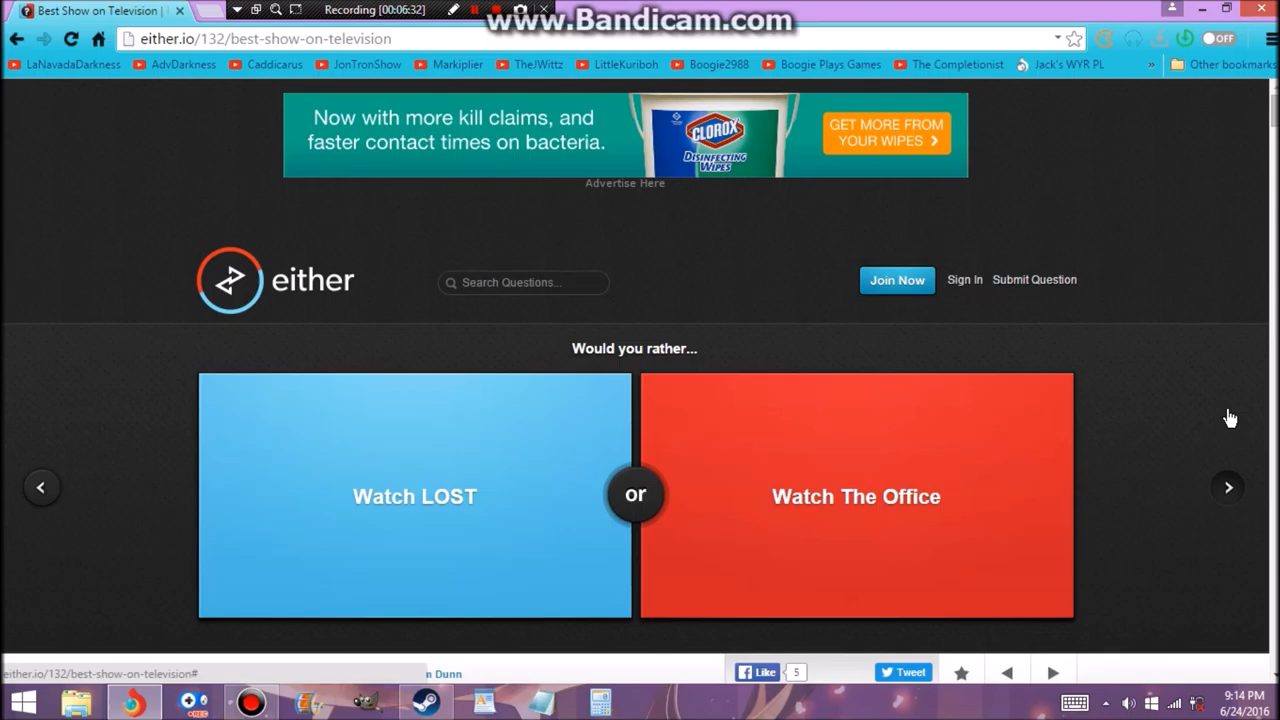 Best Show on Television |
Recording [00:06:32]
www.Bandicam.com
either.io/132/best-show-on-television
OFF
LaNavadaDarkness
AdvDarkness
Caddicarus
JonTronShow
Markiplier
TheJWittz
LittleKuriboh
Boogie2988
Boogie Plays Games
The Completionist
Jack's WYR PL
»
Other bookmarks
Now with more kill claims, and
faster contact times on bacteria.
CLOROX
DISINFECTING
WIPES
GET MORE FROM
YOUR WIPES >
Advertise Here
either
Search Questions...
Join Now
Sign In
Submit Question
Would you rather...
Watch LOST
or
Watch The Office
either.io/132/best-show-on-television#
m Dunn
Like
5
Tweet
REC
9:14 PM
6/24/2016